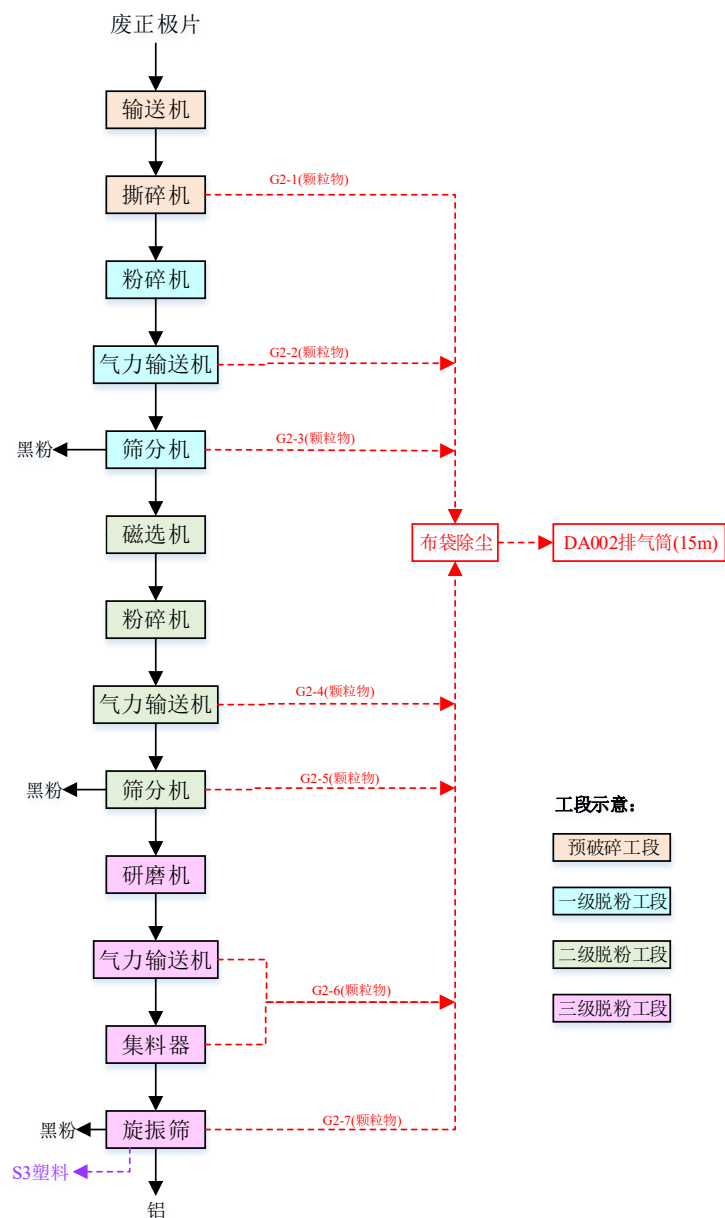 废正极片
输送机
撕碎机
G2-1(颗粒物)
粉碎机
气力输送机
G2-2(颗粒物)
黑粉
筛分机
G2-3(颗粒物)
磁选机
布袋除尘
DA002排气筒(15m)
粉碎机
气力输送机
G2-4(颗粒物)
黑粉
筛分机
G2-5(颗粒物)
工段示意：
预破碎工段
研磨机
一级脱粉工段
气力输送机
二级脱粉工段
G2-6(颗粒物)
三级脱粉工段
集料器
黑粉
旋振筛
G2-7(颗粒物)
S3塑料
铝